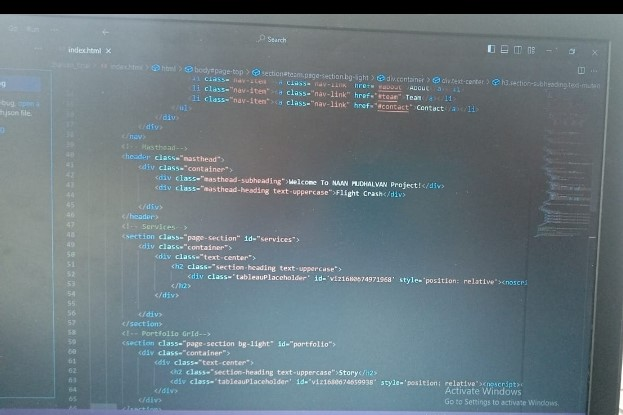 Search
index.html
index.html > html > body#page-top > section#team.page-section.bg-light > div.container > div.text-center > h3.section-subheading.text-muted
<li class="nav-item"><a class="nav-link" href="#about">About</a></li>
<li class="nav-item"><a class="nav-link" href="#team">Team</a></li>
<li class="nav-item"><a class="nav-link" href="#contact">Contact</a></li>
</ul>
</div>
</div>
</nav>
<!-- Masthead-->
<header class="masthead">
<div class="container">
<div class="masthead-subheading">Welcome To NAAN MUDHALVAN Project!</div>
<div class="masthead-heading text-uppercase">Flight Crash</div>
</div>
</header>
<!-- Services-->
<section class="page-section" id="services">
<div class="container">
<div class="text-center">
<h2 class="section-heading text-uppercase">
<div class='tableauPlaceholder' id='viz1680674971968' style='position: relative'><noscri
</h2>
</div>
</div>
</section>
<!-- Portfolio Grid-->
<section class="page-section bg-light" id="portfolio">
<div class="container">
<div class="text-center">
<h2 class="section-heading text-uppercase">Story</h2>
<div class='tableauPlaceholder' id='viz1680674659938' style='position: relative'><noscript>
</div>
</div>
</section>
Activate Windows
Go to Settings to activate Windows.